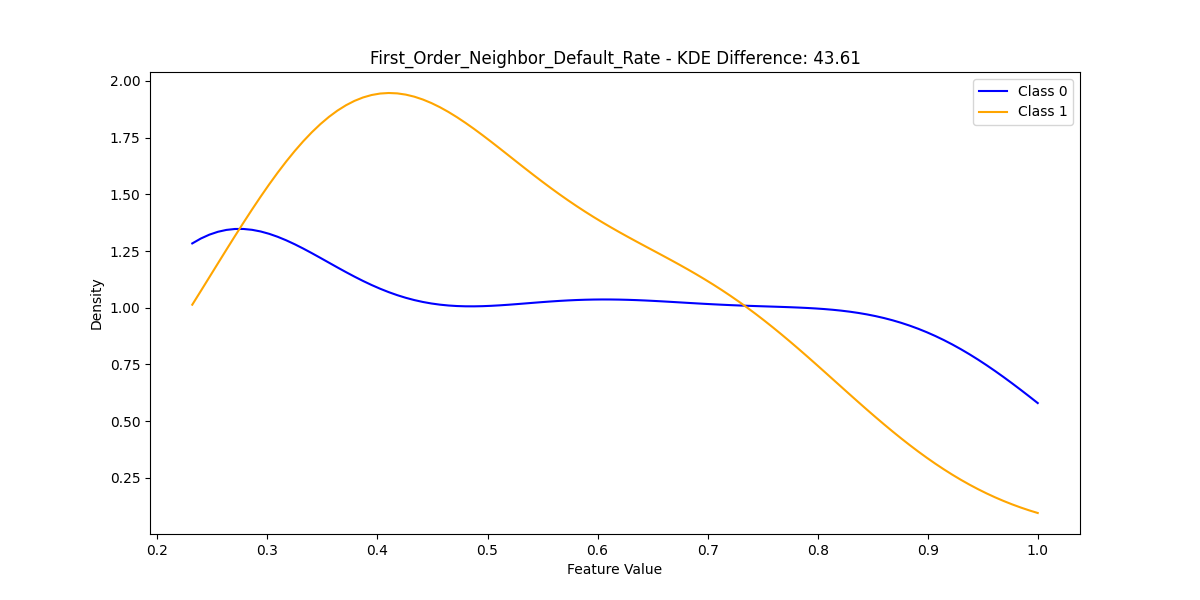 First_Order_Neighbor_Default_Rate - KDE Difference: 43.61
Class 0
Class 1
Density
2.00
1.75
1.50
1.25
1.00
0.75
0.50
0.25
0.2 0.3 0.4 0.5 0.6 0.7 0.8 0.9 1.0
Feature Value